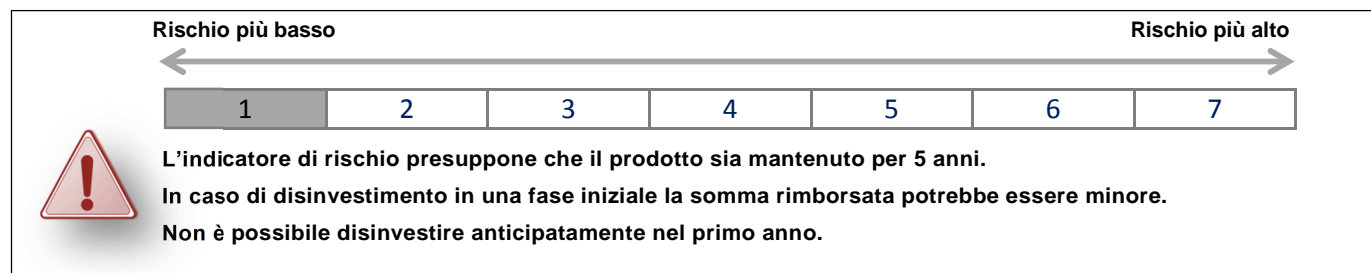 Rischio più basso Rischio più alto
1 2 3 4 5 6 7
L'indicatore di rischio presuppone che il prodotto sia mantenuto per 5 anni.
In caso di disinvestimento in una fase iniziale la somma rimborsata potrebbe essere minore.
Non è possibile disinvestire anticipatamente nel primo anno.